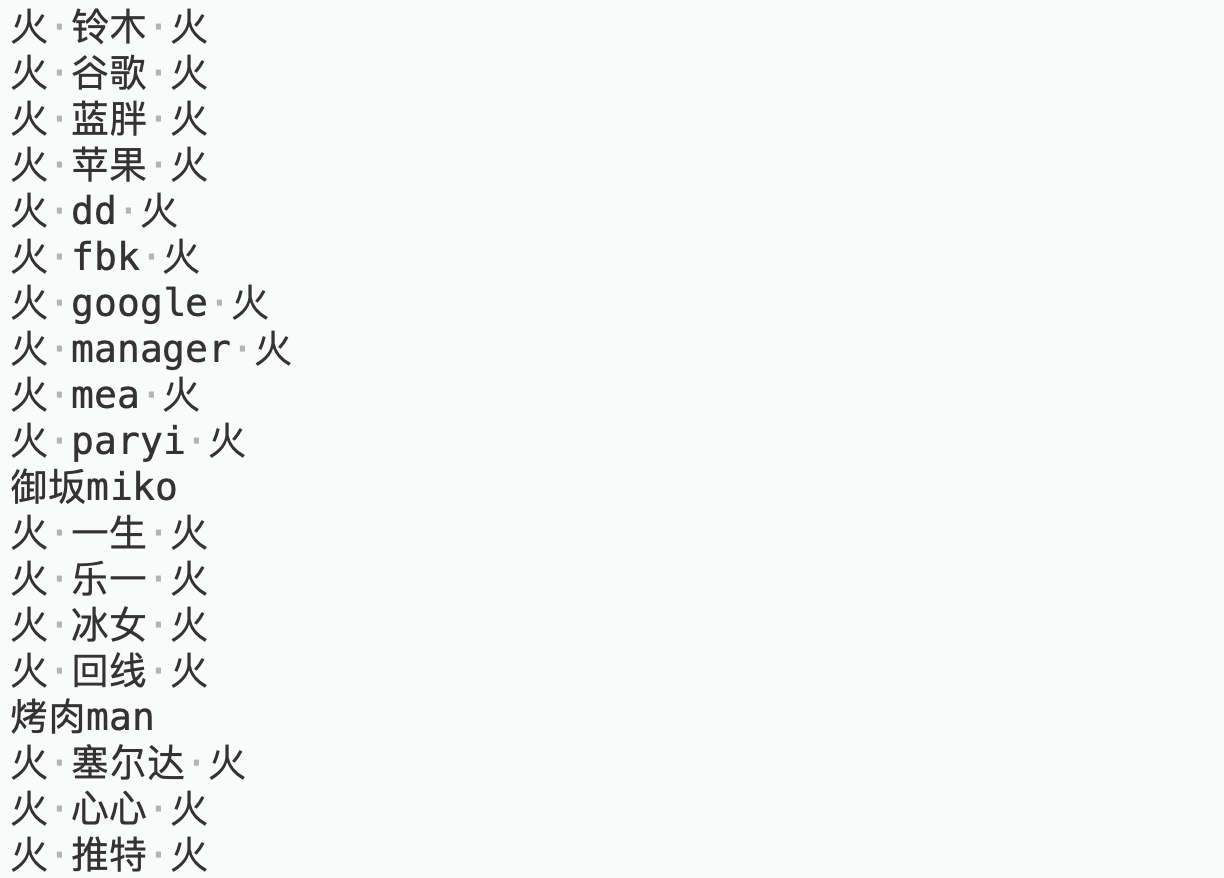 火 铃木 火
火 谷歌 火
火 蓝胖 火
火 苹果 火
火 dd 火
火 fbk 火
火 google 火
火 manager 火
火 mea 火
火 paryi 火
御坂miko
火 一生 火
火 乐一 火
火 冰女 火
火 回线 火
烤肉man
火 塞尔达 火
火 心心 火
火 推特 火